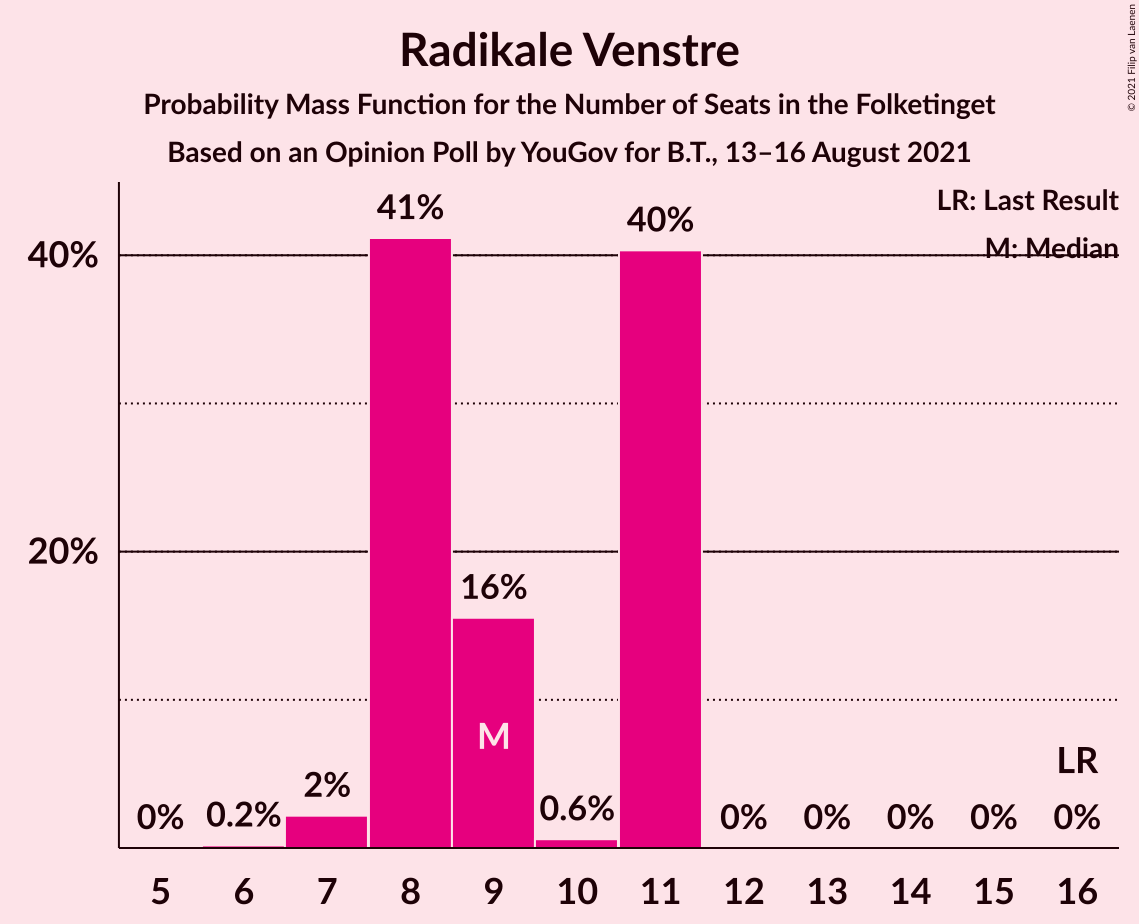 Radikale Venstre
Probability Mass Function for the Number of Seats in the Folketinget
Based on an Opinion Poll by YouGov for B.T., 13–16 August 2021
© 2021 Filip van Laenen
LR: Last Result
M: Median
40%
20%
0%
0.2%
2%
41%
16%
0.6%
40%
0%
0%
0%
0%
0%
M
LR
5 6 7 8 9 10 11 12 13 14 15 16